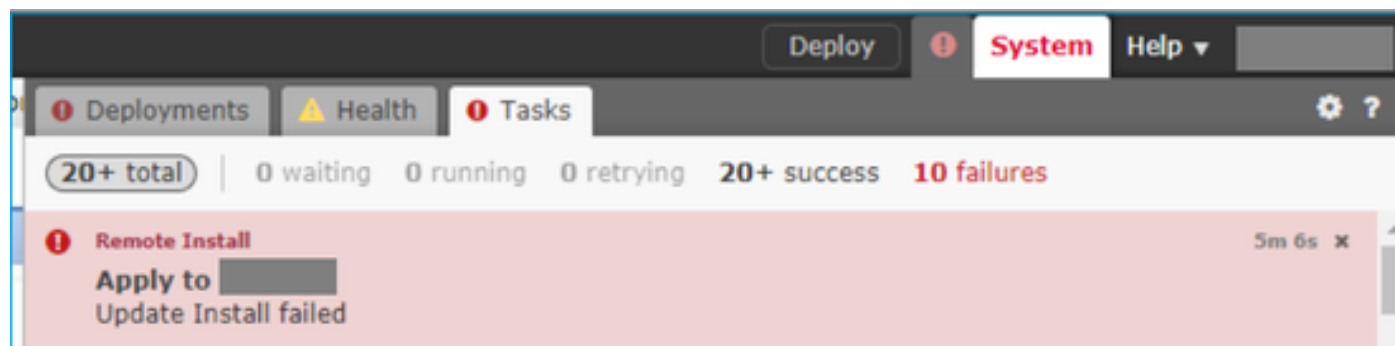 Deploy System Help
Deployments Health Tasks ?
20+ total 0 waiting 0 running 0 retrying 20+ success 10 failures
Remote Install 5m 6s
Apply to
Update Install failed